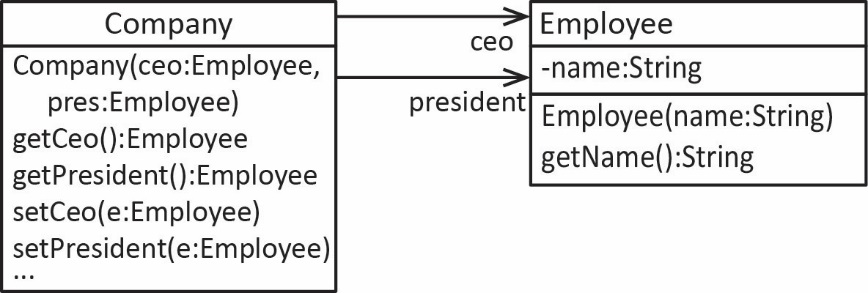 Company
Company(ceo:Employee,
pres:Employee)
getCeo():Employee
getPresident():Employee
setCeo(e:Employee)
setPresident(e:Employee)
...
ceo
president
Employee
-name:String
Employee(name:String)
getName():String